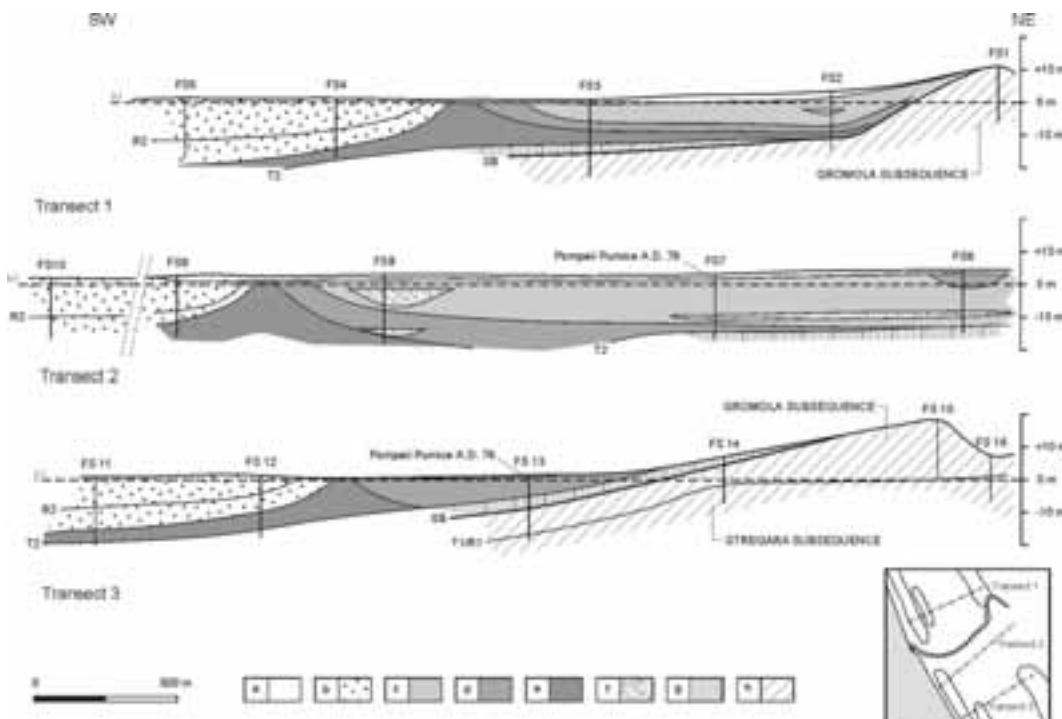 SW NE
FS1
FS5 FS4 FS3 FS2
+10 m
0 m
R2
-10 m
SB
T2
GROMOLA SUBSEQUENCE
Transect 1
+10 m
Pompeii Pumice A.D. 79
FS10 FS9 FS8 FS7 FS6
0 m
R2
-10 m
T2
Transect 2
GROMOLA SUBSEQUENCE
FS 15
FS 14 FS 16
+10 m
Pompeii Pumice A.D. 79
FS 11 FS 12 FS 13
0 m
R2
SB
-10 m
T2
STREGARA SUBSEQUENCE
Transect 3
Transect 1
Transect 2
Transect 3
0 500 m
a b c d e f g h